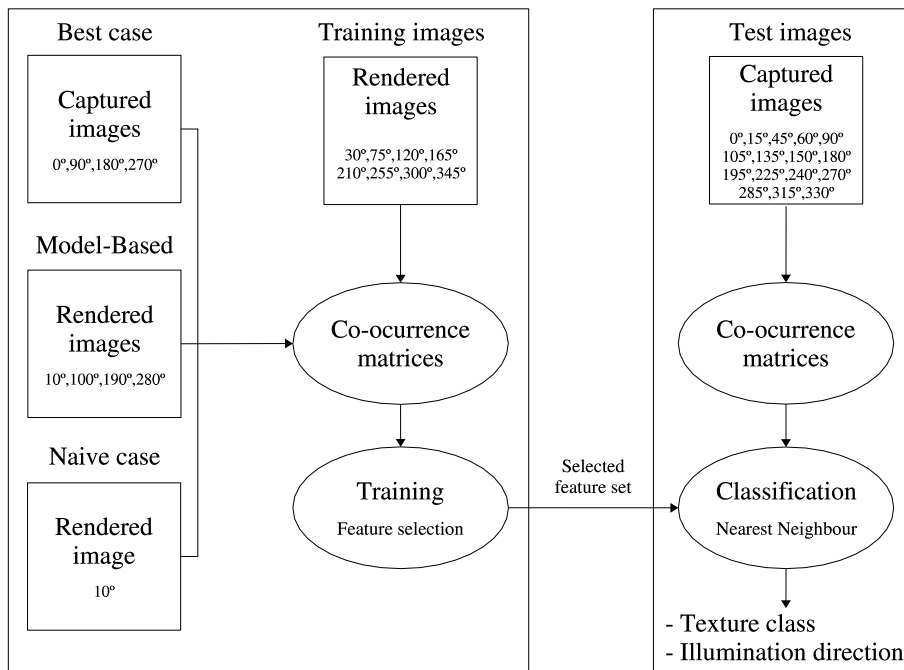 Best case
Captured
images
0º,90º,180º,270º
Model-Based
Rendered
images
10º,100º,190º,280º
Naive case
Rendered
image
10º
Training images
Rendered
images
30º,75º,120º,165º
210º,255º,300º,345º
Co-ocurrence
matrices
Training
Feature selection
Selected
feature set
Test images
Captured
images
0º,15º,45º,60º,90º
105º,135º,150º,180º
195º,225º,240º,270º
285º,315º,330º
Co-ocurrence
matrices
Classification
Nearest Neighbour
- Texture class
- Illumination direction